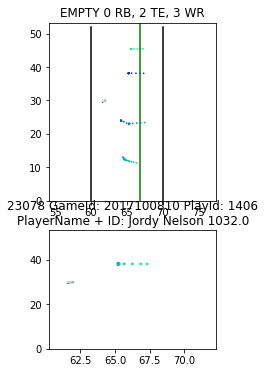 EMPTY 0 RB, 2 TE, 3 WR
50
40
30
20
10
0
55 60 65 70 75
23078 GameId: 2017100810 PlayId: 1406
PlayerName + ID: Jordy Nelson 1032.0
40
20
0
62.5 65.0 67.5 70.0